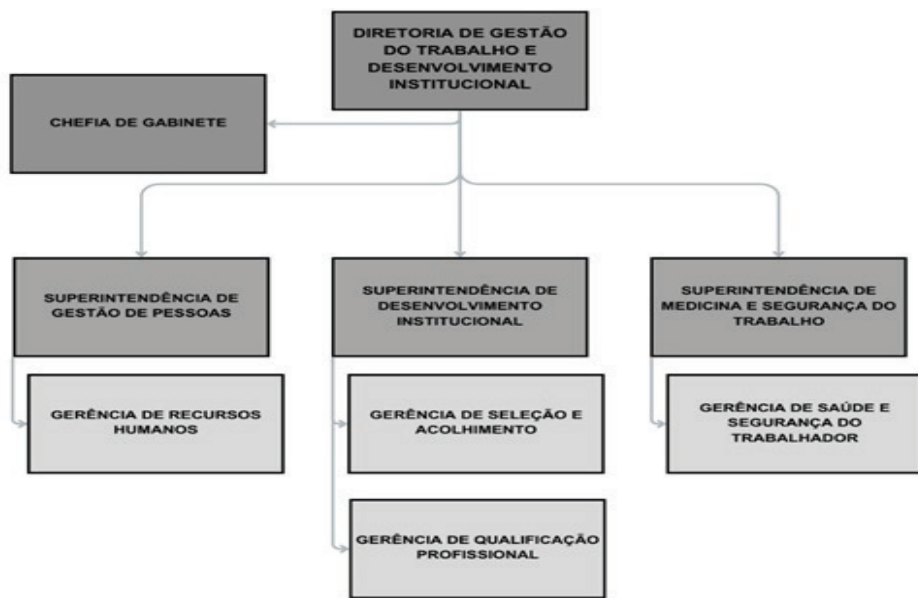 DIRETORIA DE GESTÃO
DO TRABALHO E
DESENVOLVIMENTO
INSTITUCIONAL
CHEFIA DE GABINETE
SUPERINTENDÊNCIA DE
GESTÃO DE PESSOAS
SUPERINTENDÊNCIA DE
DESENVOLVIMENTO
INSTITUCIONAL
SUPERINTENDÊNCIA DE
MEDICINA E SEGURANÇA DO
TRABALHO
GERÊNCIA DE RECURSOS
HUMANOS
GERÊNCIA DE SELEÇÃO E
ACOLHIMENTO
GERÊNCIA DE SAÚDE E
SEGURANÇA DO
TRABALHADOR
GERÊNCIA DE QUALIFICAÇÃO
PROFISSIONAL